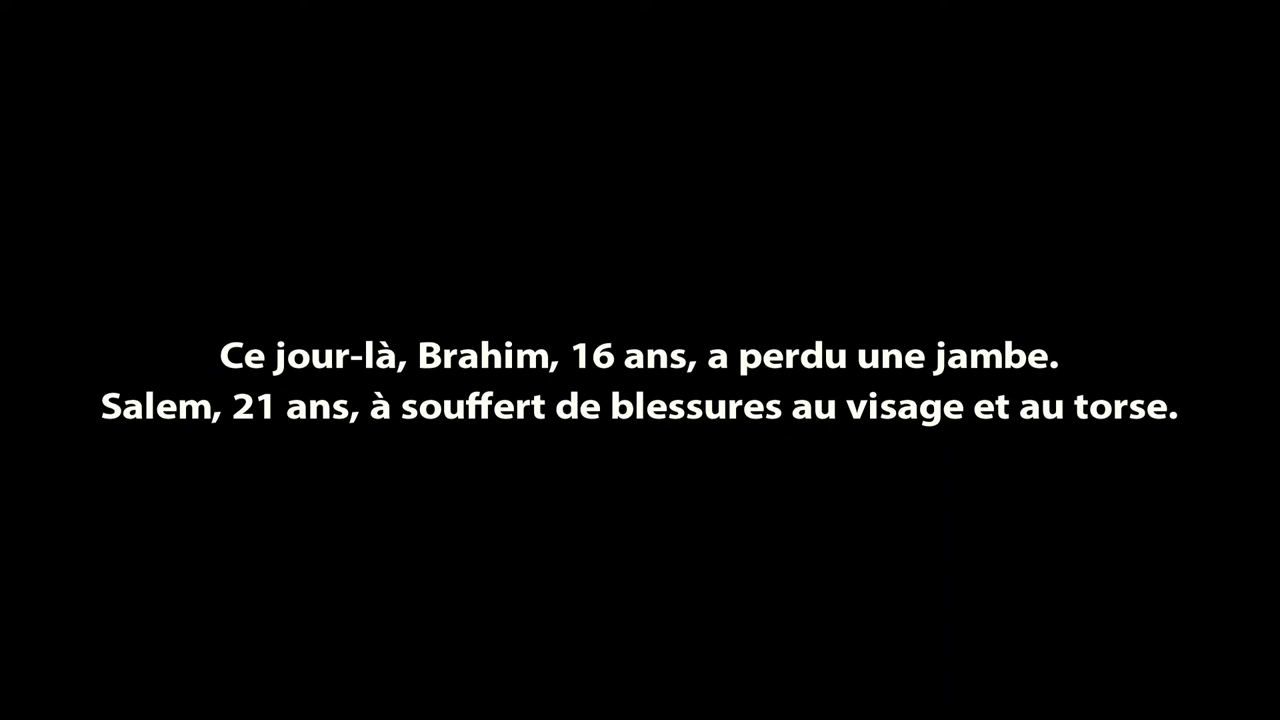 Ce jour-là, Brahim, 16 ans, a perdu une jambe.
Salem, 21 ans, à souffert de blessures au visage et au torse.